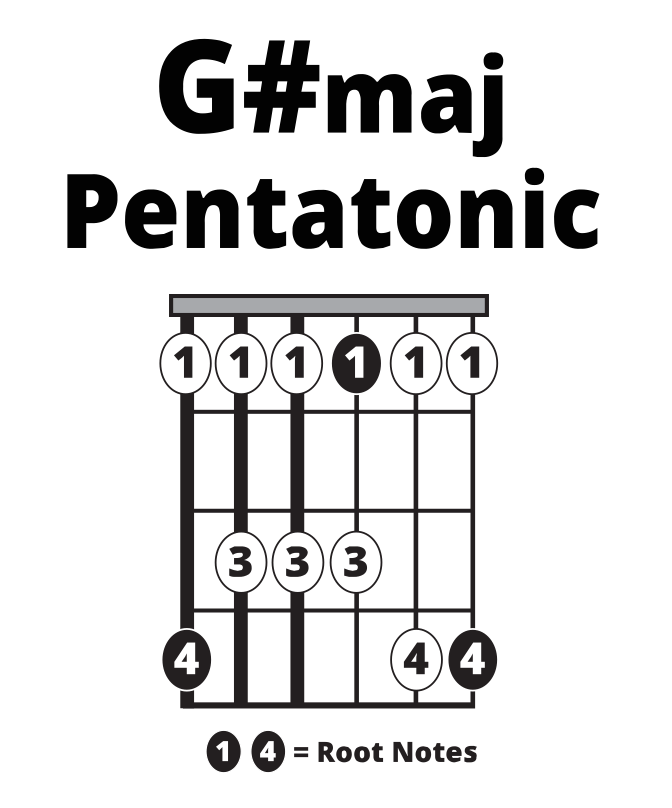 G#maj
Pentatonic
1 1 1 1 1 1
3 3 3
4 4 4
1 4 = Root Notes